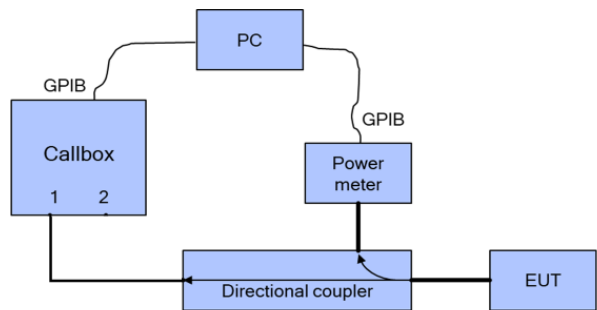 PC
GPIB
GPIB
Callbox
1 2
Power
meter
Directional coupler
EUT